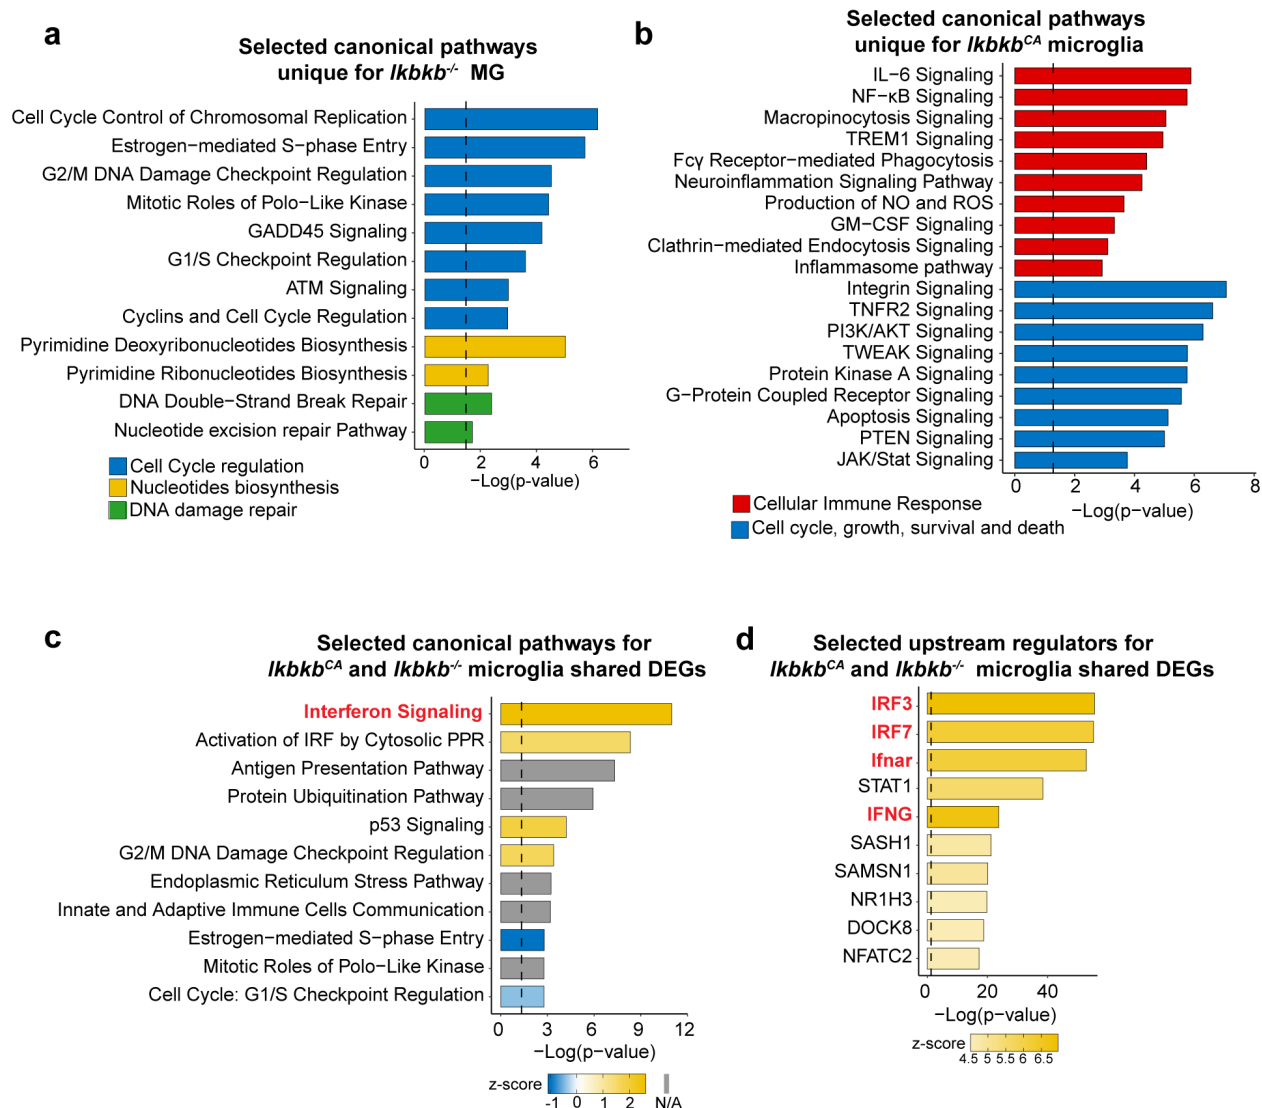 a
Selected canonical pathways
unique for Ikbkb-/- MG
Cell Cycle Control of Chromosomal Replication
Estrogen−mediated S−phase Entry
G2/M DNA Damage Checkpoint Regulation
Mitotic Roles of Polo−Like Kinase
GADD45 Signaling
G1/S Checkpoint Regulation
ATM Signaling
Cyclins and Cell Cycle Regulation
Pyrimidine Deoxyribonucleotides Biosynthesis
Pyrimidine Ribonucleotides Biosynthesis
DNA Double−Strand Break Repair
Nucleotide excision repair Pathway
0 2 4 6
−Log(p-value)
Cell Cycle regulation
Nucleotides biosynthesis
DNA damage repair
b
Selected canonical pathways
unique for IkbkbCA microglia
IL−6 Signaling
NF−κB Signaling
Macropinocytosis Signaling
TREM1 Signaling
Fcγ Receptor−mediated Phagocytosis
Neuroinflammation Signaling Pathway
Production of NO and ROS
GM−CSF Signaling
Clathrin−mediated Endocytosis Signaling
Inflammasome pathway
Integrin Signaling
TNFR2 Signaling
PI3K/AKT Signaling
TWEAK Signaling
Protein Kinase A Signaling
G−Protein Coupled Receptor Signaling
Apoptosis Signaling
PTEN Signaling
JAK/Stat Signaling
0 2 4 6 8
−Log(p−value)
Cellular Immune Response
Cell cycle, growth, survival and death
c
Selected canonical pathways for
IkbkbCA and Ikbkb-/- microglia shared DEGs
Interferon Signaling
Activation of IRF by Cytosolic PPR
Antigen Presentation Pathway
Protein Ubiquitination Pathway
p53 Signaling
G2/M DNA Damage Checkpoint Regulation
Endoplasmic Reticulum Stress Pathway
Innate and Adaptive Immune Cells Communication
Estrogen−mediated S−phase Entry
Mitotic Roles of Polo−Like Kinase
Cell Cycle: G1/S Checkpoint Regulation
0 3 6 9 12
−Log(p−value)
z-score
-1 0 1 2 N/A
d
Selected upstream regulators for
IkbkbCA and Ikbkb-/- microglia shared DEGs
IRF3
IRF7
Ifnar
STAT1
IFNG
SASH1
SAMSN1
NR1H3
DOCK8
NFATC2
0 20 40
−Log(p−value)
z-score
4.5 5 5.5 6 6.5